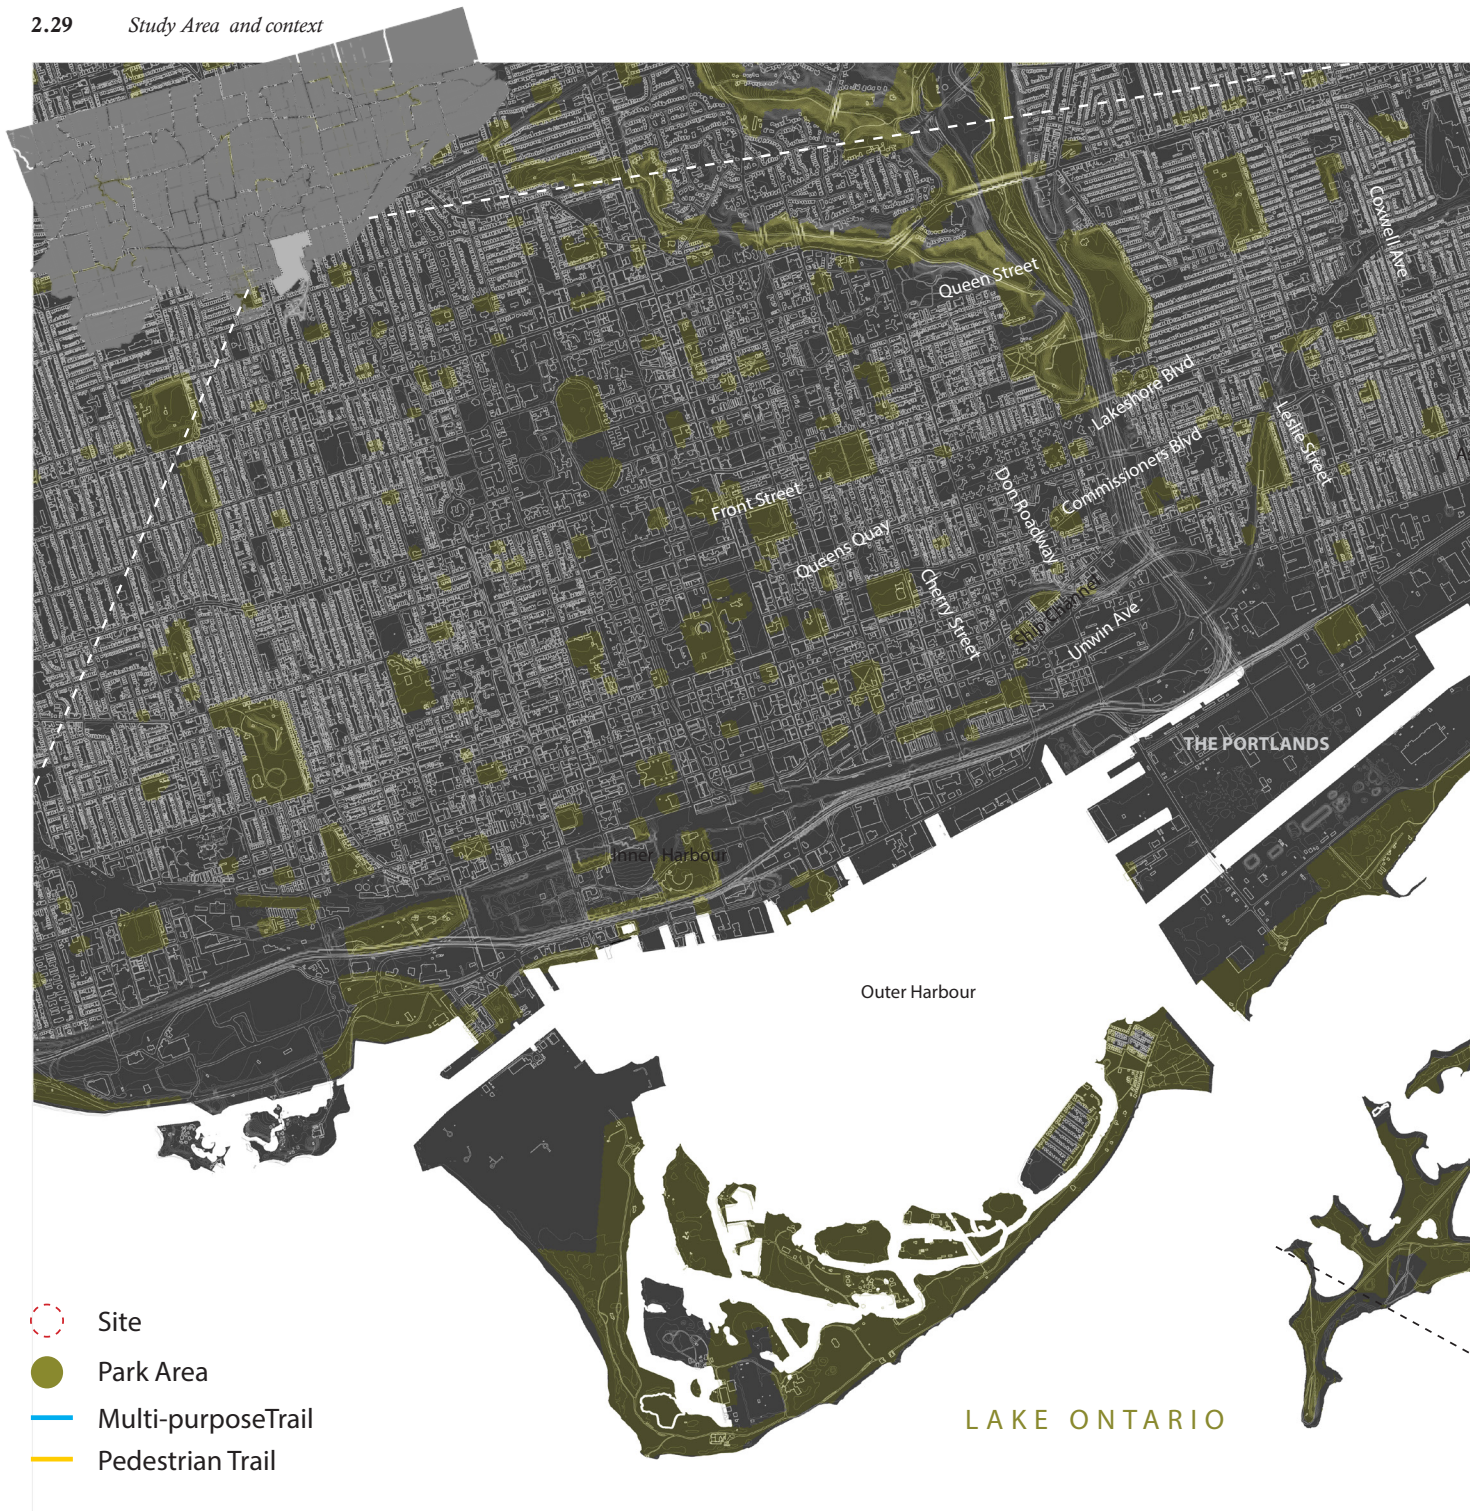 2.29 Study Area and context
Coxwell Ave
Queen Street
Lakeshore Blvd
Leslie Street
Commissioners Blvd
Don Roadway
Front Street
Queens Quay
Cherry Street
Ship Channel
Unwin Ave
THE PORTLANDS
Inner Harbour
Outer Harbour
Site
Park Area
Multi-purposeTrail
Pedestrian Trail
LAKE ONTARIO